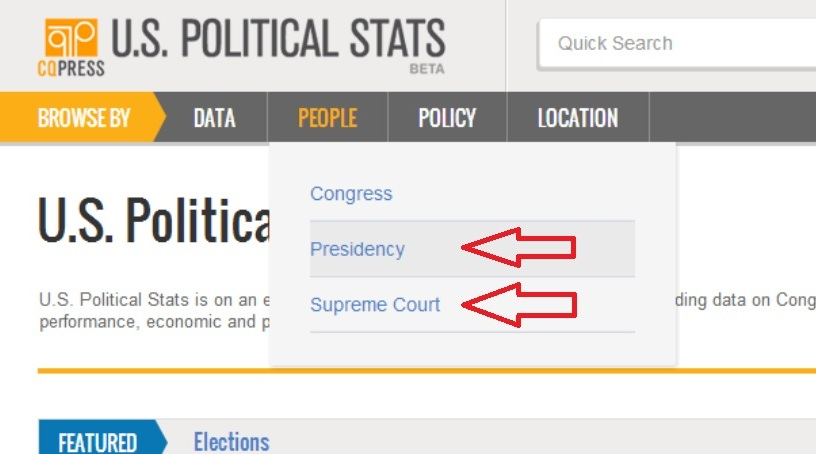 CQPRESS U.S. POLITICAL STATS
BETA
Quick Search
BROWSE BY DATA PEOPLE POLICY LOCATION
Congress
Presidency
Supreme Court
U.S. Politica
U.S. Political Stats is on an e ding data on Cong
performance, economic and p
FEATURED Elections